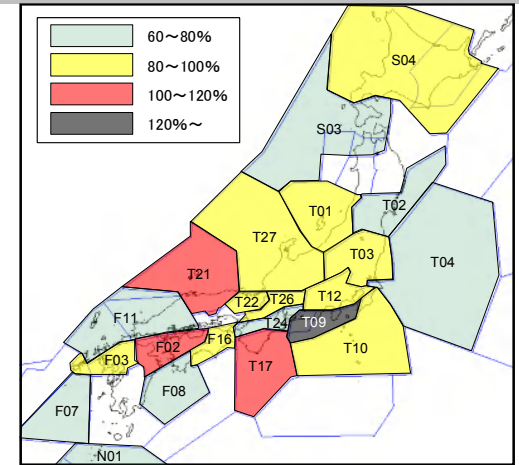 60～80%
80～100%
100～120%
120%～
S04
S03
T01
T02
T27
T03
T04
T21
T22
T26
T12
F11
T24
T09
F16
F02
T10
F03
T17
F08
F07
N01